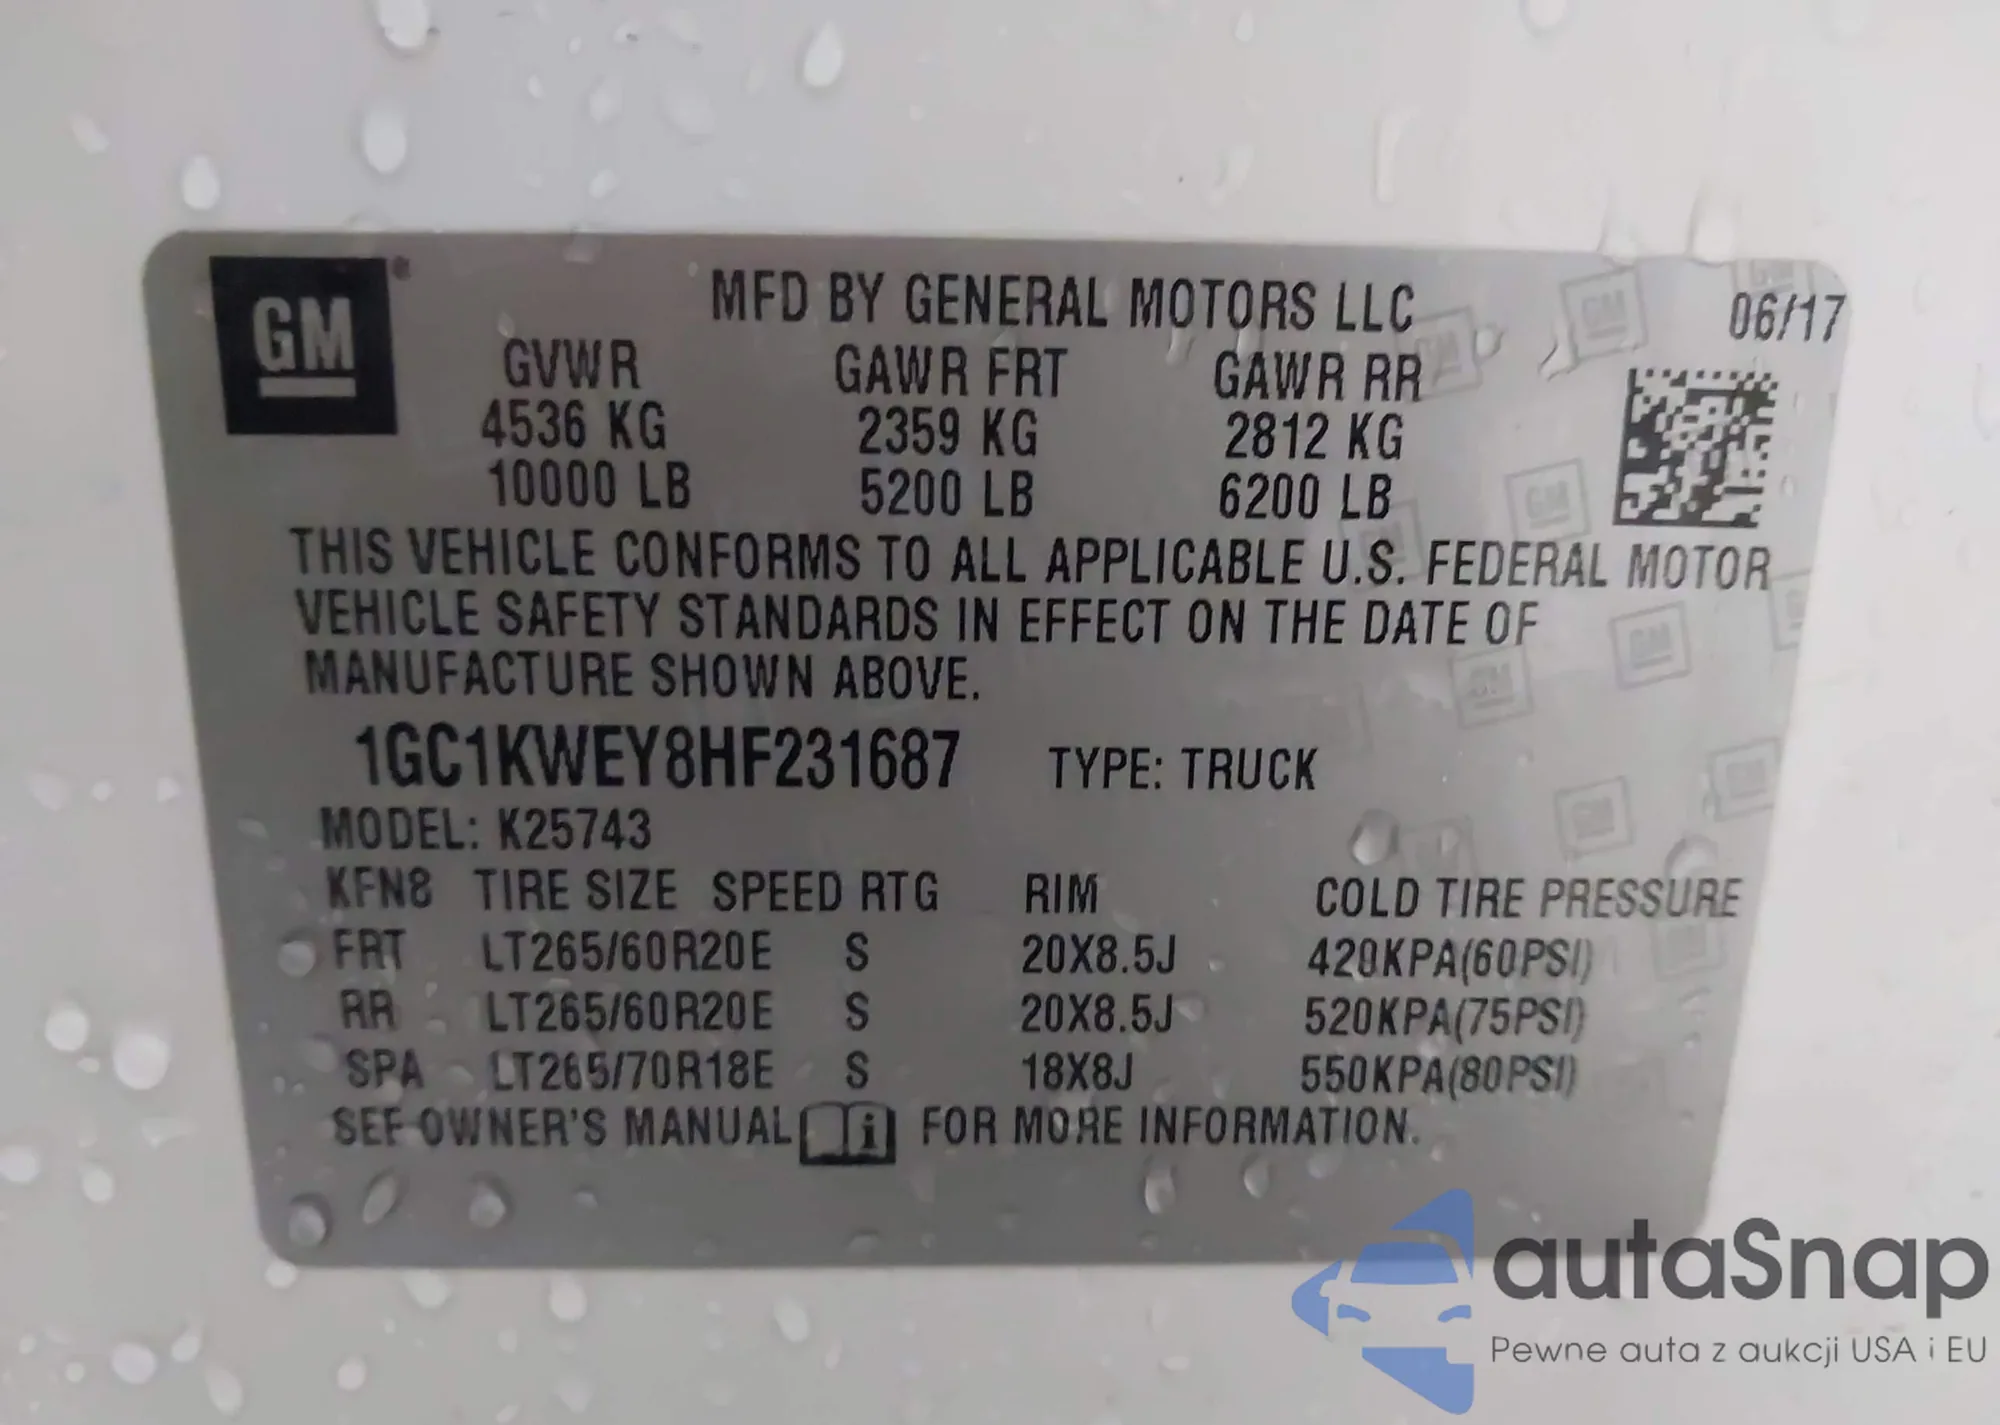 GM
MFD BY GENERAL MOTORS LLC 06/17
GVWR GAWR FRT GAWR RR
4536 KG 2359 KG 2812 KG
10000 LB 5200 LB 6200 LB
THIS VEHICLE CONFORMS TO ALL APPLICABLE U.S. FEDERAL MOTOR
VEHICLE SAFETY STANDARDS IN EFFECT ON THE DATE OF
MANUFACTURE SHOWN ABOVE.
1GC1KWEY8HF231687 TYPE: TRUCK
MODEL: K25743
KFN8 TIRE SIZE SPEED RTG RIM COLD TIRE PRESSURE
FRT LT265/60R20E S 20X8.5J 420KPA(60PSI)
RR LT265/60R20E S 20X8.5J 520KPA(75PSI)
SPA LT265/70R18E S 18X8J 550KPA(80PSI)
SEE OWNER'S MANUAL i FOR MORE INFORMATION.
autaSnap
Pewne auta z aukcji USA i EU